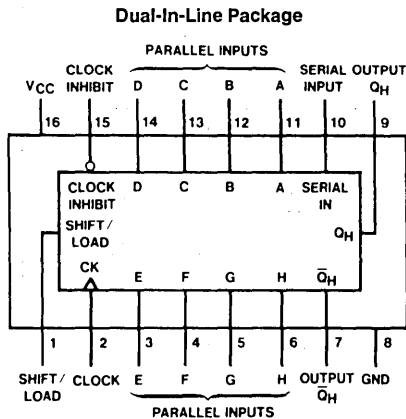 Dual-In-Line Package
PARALLEL INPUTS
CLOCK SERIAL OUTPUT
VCC INHIBIT D C B A INPUT QH
16 15 14 13 12 11 10 9
CLOCK D C B A SERIAL
INHIBIT IN
SHIFT/
LOAD QH
CK
E F G H Q̅H
1 2 3 4 5 6 7 8
SHIFT/ CLOCK E F G H OUTPUT GND
LOAD Q̅H
PARALLEL INPUTS